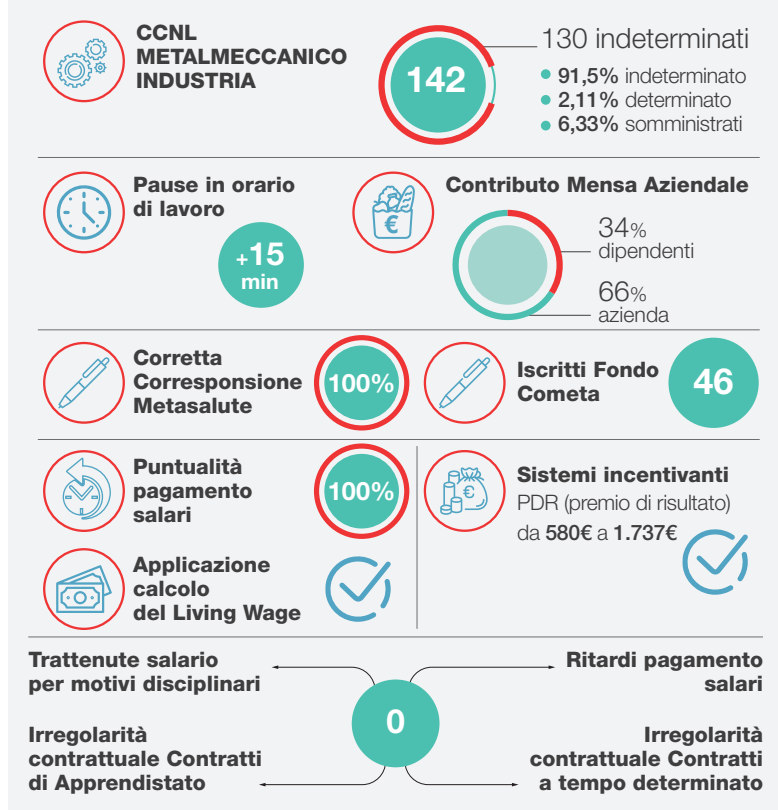 CCNL
METALMECCANICO
INDUSTRIA
142
130 indeterminati
• 91,5% indeterminato
• 2,11% determinato
• 6,33% somministrati
Pause in orario
di lavoro
+15
min
€
Contributo Mensa Aziendale
34%
dipendenti
66%
azienda
Corretta
Corresponsione
Metasalute
100%
Iscritti Fondo
Cometa
46
Puntualità
pagamento
salari
100%
€
Sistemi incentivanti
PDR (premio di risultato)
da 580€ a 1.737€
Applicazione
calcolo
del Living Wage
Trattenute salario
per motivi disciplinari
Ritardi pagamento
salari
0
Irregolarità
contrattuale Contratti
di Apprendistato
Irregolarità
contrattuale Contratti
a tempo determinato